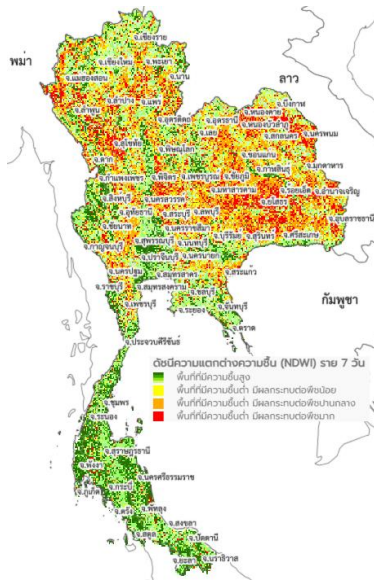 จ.เชียงราย
พม่า
จ.เชียงใหม่
จ.พะเยา
ลาว
จ.แม่ฮ่องสอน
จ.น่าน
จ.ลำปาง
จ.แพร่
จ.ลำพูน
จ.บึงกาฬ
จ.หนองคาย
จ.อุตรดิตถ์
จ.อุดรธานี
จ.หนองบัวลำภู
จ.นครพนม
จ.เลย
จ.สกลนคร
จ.สุโขทัย
จ.พิษณุโลก
จ.ขอนแก่น
จ.ตาก
จ.มุกดาหาร
จ.กาฬสินธุ์
จ.กำแพงเพชร
จ.พิจิตร
จ.เพชรบูรณ์
จ.ชัยภูมิ
จ.มหาสารคาม
จ.ร้อยเอ็ด
จ.อำนาจเจริญ
จ.สิงห์บุรี
จ.นครสวรรค์
จ.ยโสธร
จ.อุทัยธานี
จ.สระบุรี
จ.ลพบุรี
จ.อุบลราชธานี
จ.ชัยนาท
จ.นครราชสีมา
จ.บุรีรัมย์
จ.สุรินทร์
จ.ศรีสะเกษ
จ.กาญจนบุรี
จ.สุพรรณบุรี
จ.นนทบุรี
จ.ปราจีนบุรี
จ.นครนายก
จ.นครปฐม
จ.สมุทรสาคร
จ.สระแก้ว
จ.ราชบุรี
จ.สมุทรสงคราม
จ.ชลบุรี
กัมพูชา
จ.เพชรบุรี
จ.ระยอง
จ.จันทบุรี
จ.ตราด
จ.ประจวบคีรีขันธ์
ดัชนีความแตกต่างความชื้น (NDWI) ราย 7 วัน
พื้นที่ที่มีความชื้นสูง
พื้นที่ที่มีความชื้นต่ำ มีผลกระทบต่อพืชน้อย
พื้นที่ที่มีความชื้นต่ำ มีผลกระทบต่อพืชปานกลาง
พื้นที่ที่มีความชื้นต่ำ มีผลกระทบต่อพืชมาก
จ.ชุมพร
จ.ระนอง
จ.สุราษฎร์ธานี
จ.พังงา
จ.นครศรีธรรมราช
จ.กระบี่
จ.ภูเก็ต
จ.ตรัง
จ.พัทลุง
จ.สงขลา
จ.สตูล
จ.ปัตตานี
จ.ยะลา
จ.นราธิวาส